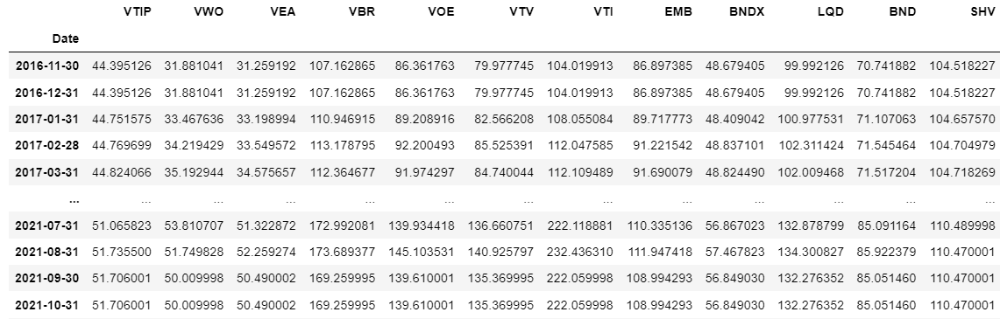 VTIP VWO VEA VBR VOE VTV VTI EMB BNDX LQD BND SHV
Date
2016-11-30 44.395126 31.881041 31.259192 107.162865 86.361763 79.977745 104.019913 86.897385 48.679405 99.992126 70.741882 104.518227
2016-12-31 44.395126 31.881041 31.259192 107.162865 86.361763 79.977745 104.019913 86.897385 48.679405 99.992126 70.741882 104.518227
2017-01-31 44.751575 33.467636 33.198994 110.946915 89.208916 82.566208 108.055084 89.717773 48.409042 100.977531 71.107063 104.657570
2017-02-28 44.769699 34.219429 33.549572 113.178795 92.200493 85.525391 112.047585 91.221542 48.837101 102.311424 71.545464 104.704979
2017-03-31 44.824066 35.192944 34.575657 112.364677 91.974297 84.740044 112.109489 91.690079 48.824490 102.009468 71.517204 104.718269
... ... ... ... ... ... ... ... ... ... ... ... ...
2021-07-31 51.065823 53.810707 51.322872 172.992081 139.934418 136.660751 222.118881 110.335136 56.867023 132.878799 85.091164 110.489998
2021-08-31 51.735500 51.749828 52.259274 173.689377 145.103531 140.925797 232.436310 111.947418 57.467823 134.300827 85.922379 110.470001
2021-09-30 51.706001 50.009998 50.490002 169.259995 139.610001 135.369995 222.059998 108.994293 56.849030 132.276352 85.051460 110.470001
2021-10-31 51.706001 50.009998 50.490002 169.259995 139.610001 135.369995 222.059998 108.994293 56.849030 132.276352 85.051460 110.470001